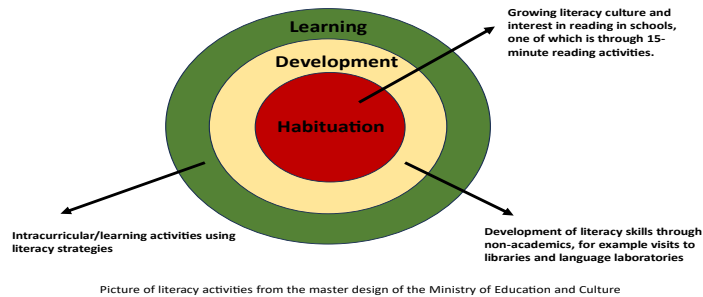 Learning
Development
Habituation
Growing literacy culture and
interest in reading in schools,
one of which is through 15-
minute reading activities.
Intracurricular/learning activities using
literacy strategies
Development of literacy skills through
non-academics, for example visits to
libraries and language laboratories
Picture of literacy activities from the master design of the Ministry of Education and Culture